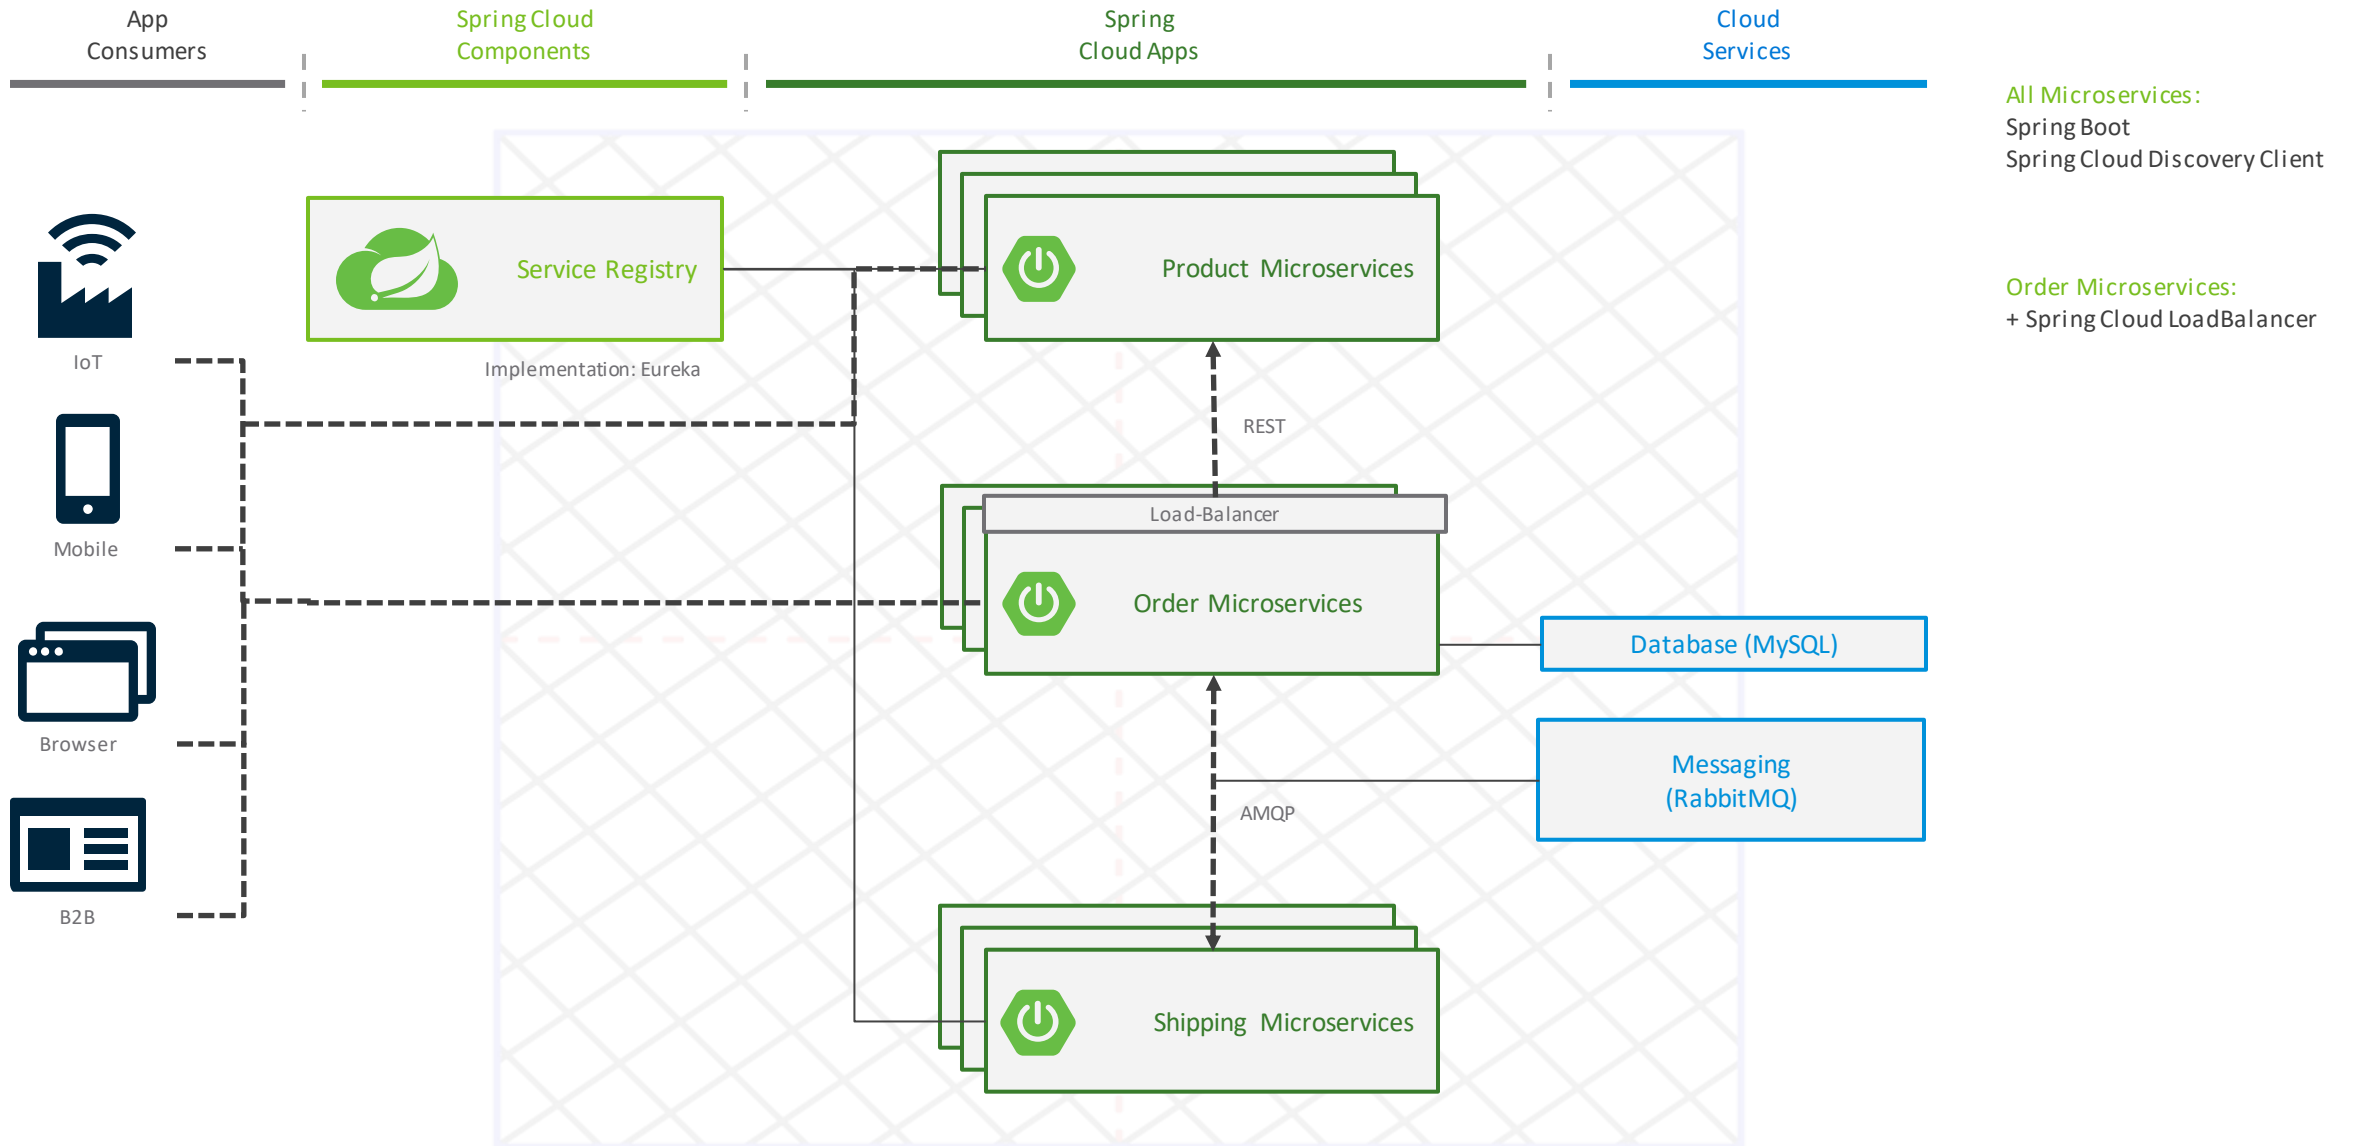 App
Consumers
Spring Cloud
Components
Spring
Cloud Apps
Cloud
Services
All Microservices:
Spring Boot
Spring Cloud Discovery Client
Service Registry
Product Microservices
Order Microservices:
+ Spring Cloud LoadBalancer
IoT
Implementation: Eureka
REST
Load-Balancer
Mobile
Order Microservices
Database (MySQL)
Browser
Messaging
(RabbitMQ)
AMQP
B2B
Shipping Microservices